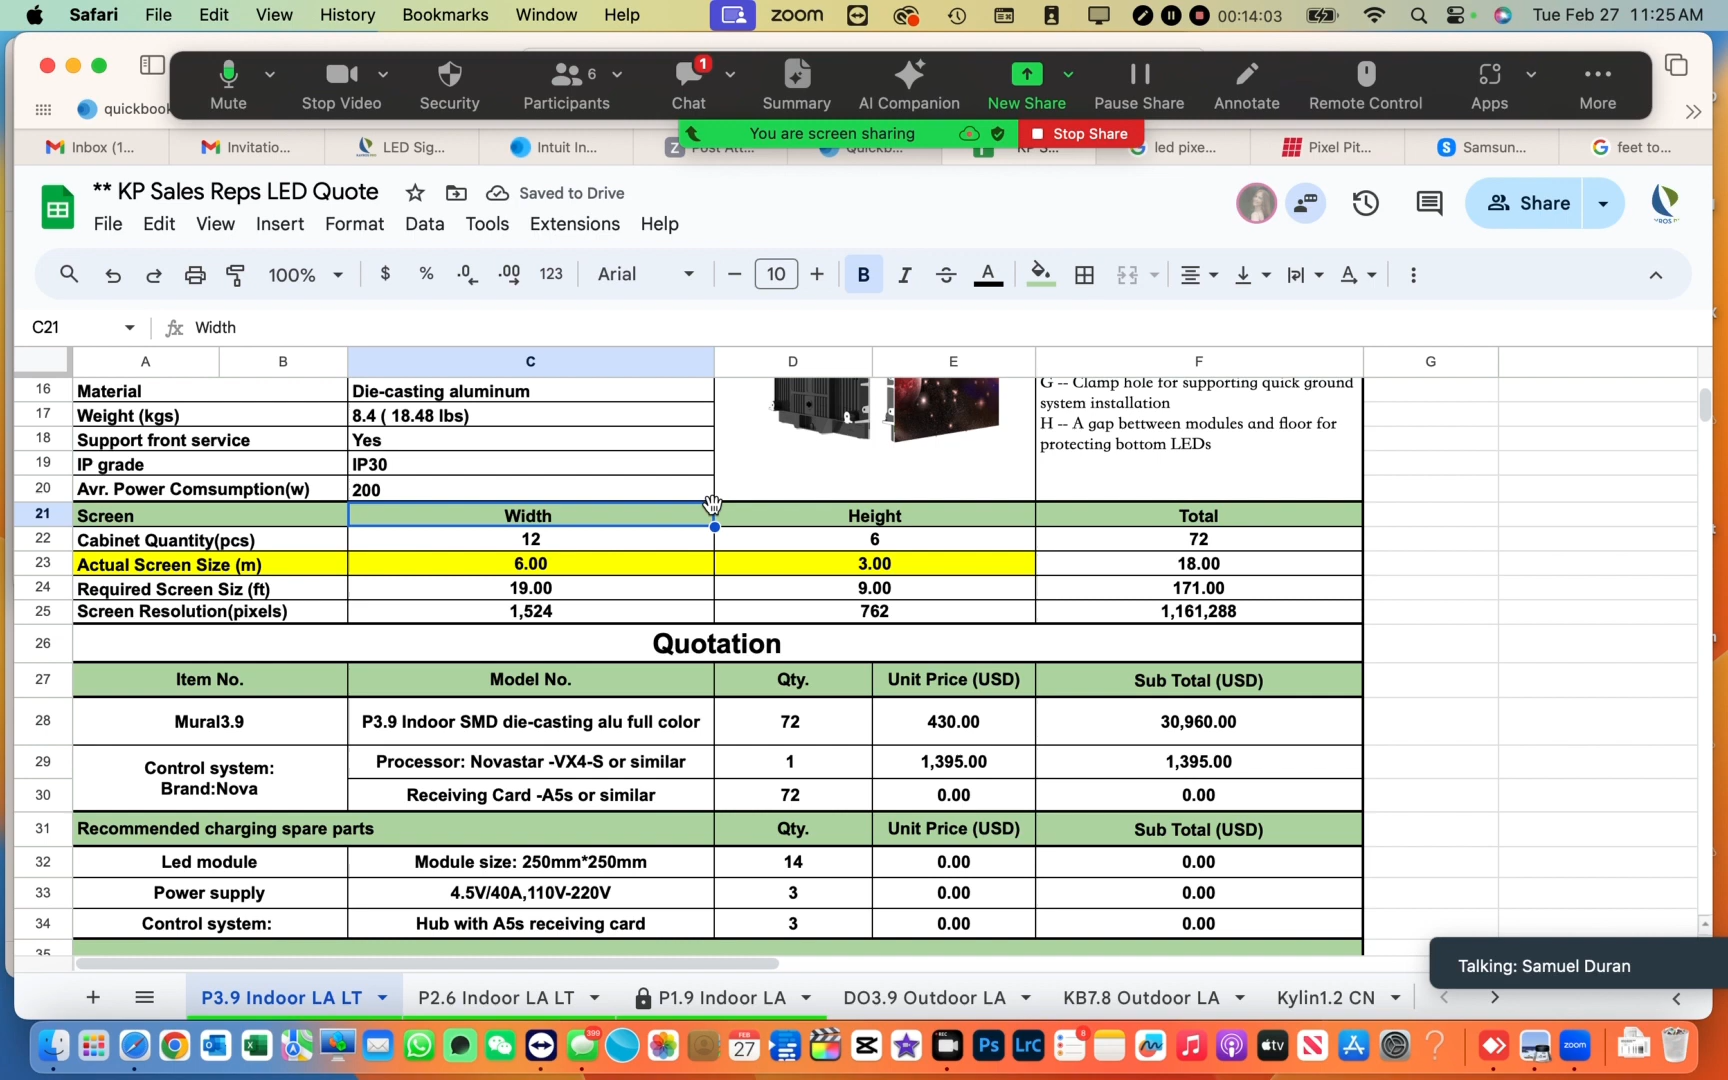 Safari File Edit View History Bookmarks Window Help zoom 00:14:03 Tue Feb 27 11:25 AM
Mute Stop Video Security Participants 6 Chat 1 Summary AI Companion New Share Pause Share Annotate Remote Control Apps More
quickbook
You are screen sharing Stop Share
Inbox (1... Invitatio... LED Sig... Intuit In... led pixe... Pixel Pit... Samsun... feet to...
** KP Sales Reps LED Quote Saved to Drive Share
File Edit View Insert Format Data Tools Extensions Help
100% $ % .0 .00 123 Arial 10 B I S A
C21 fx Width
A B C D E F G
16 Material Die-casting aluminum
G -- Clamp hole for supporting quick ground
system installation
17 Weight (kgs) 8.4 ( 18.48 lbs)
H -- A gap bettween modules and floor for
protecting bottom LEDs
18 Support front service Yes
19 IP grade IP30
20 Avr. Power Comsumption(w) 200
21 Screen Width Height Total
22 Cabinet Quantity(pcs) 12 6 72
23 Actual Screen Size (m) 6.00 3.00 18.00
24 Required Screen Siz (ft) 19.00 9.00 171.00
25 Screen Resolution(pixels) 1,524 762 1,161,288
26 Quotation
27 Item No. Model No. Qty. Unit Price (USD) Sub Total (USD)
28 Mural3.9 P3.9 Indoor SMD die-casting alu full color 72 430.00 30,960.00
29 Control system: Processor: Novastar -VX4-S or similar 1 1,395.00 1,395.00
Brand:Nova
30 Receiving Card -A5s or similar 72 0.00 0.00
31 Recommended charging spare parts Qty. Unit Price (USD) Sub Total (USD)
32 Led module Module size: 250mm*250mm 14 0.00 0.00
33 Power supply 4.5V/40A,110V-220V 3 0.00 0.00
34 Control system: Hub with A5s receiving card 3 0.00 0.00
35
Talking: Samuel Duran
P3.9 Indoor LA LT P2.6 Indoor LA LT P1.9 Indoor LA DO3.9 Outdoor LA KB7.8 Outdoor LA Kylin1.2 CN
399 FEB 27 Ps LrC 8 tv zoom